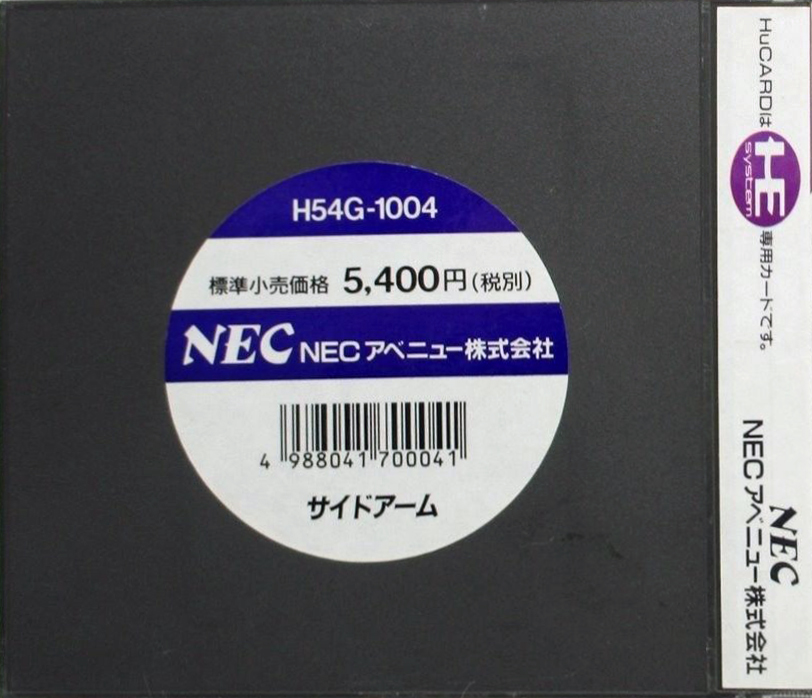 H54G-1004
標準小売価格 5,400円(税別)
NEC NECアベニュー株式会社
4 988041 700041
サイドアーム
HuCARDは HE system 専用カードです。
NEC
NECアベニュー株式会社